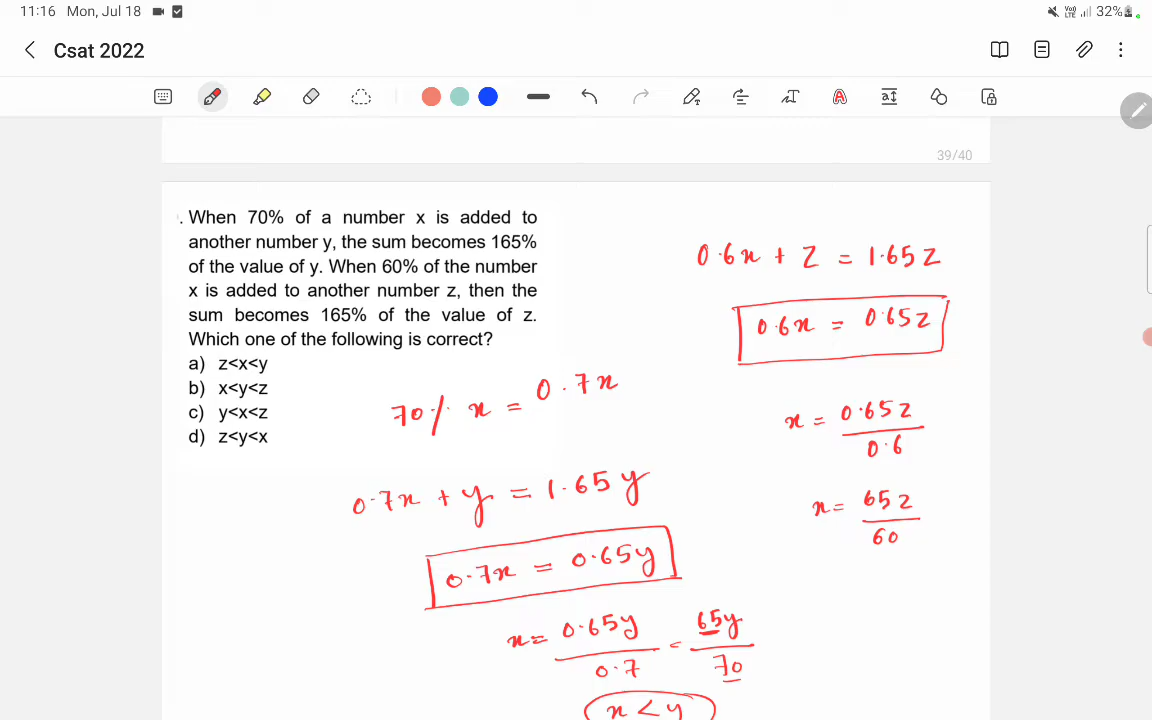 11:16 Mon, Jul 18
32%
Csat 2022
39/40
. When 70% of a number x is added to
another number y, the sum becomes 165%
of the value of y. When 60% of the number
x is added to another number z, then the
sum becomes 165% of the value of z.
Which one of the following is correct?
a) z<x<y
b) x<y<z
c) y<x<z
d) z<y<x
70% x = 0.7x
0.7x + y = 1.65y
0.7x = 0.65y
x = 0.65y / 0.7 = 65y / 70
x < y
0.6x + z = 1.65z
0.6x = 0.65z
x = 0.65z / 0.6
x = 65z / 60